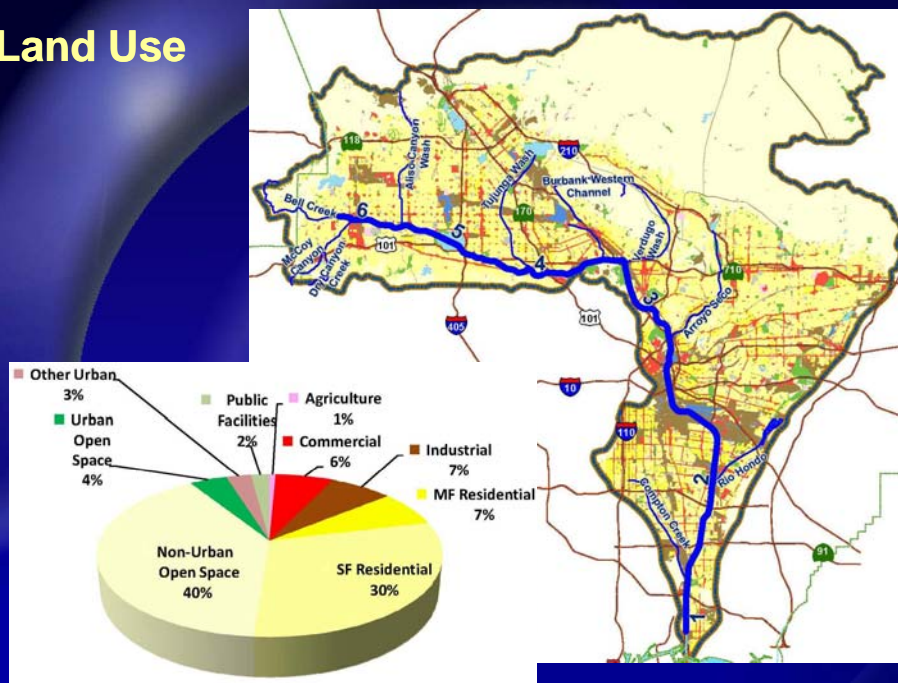 Land Use
118
Aliso Canyon
Wash
210
Tujunga Wash
Burbank Western
Channel
Bell Creek
6
170
5
101
McCoy
Canyon
Dry Canyon
Creek
4
Verdugo
Wash
710
3
Arroyo Seco
405
101
10
110
2
Rio Hondo
Compton Creek
91
1
Other Urban
3%
Urban
Open
Space
4%
Public
Facilities
2%
Agriculture
1%
Commercial
6%
Industrial
7%
MF Residential
7%
Non-Urban
Open Space
40%
SF Residential
30%